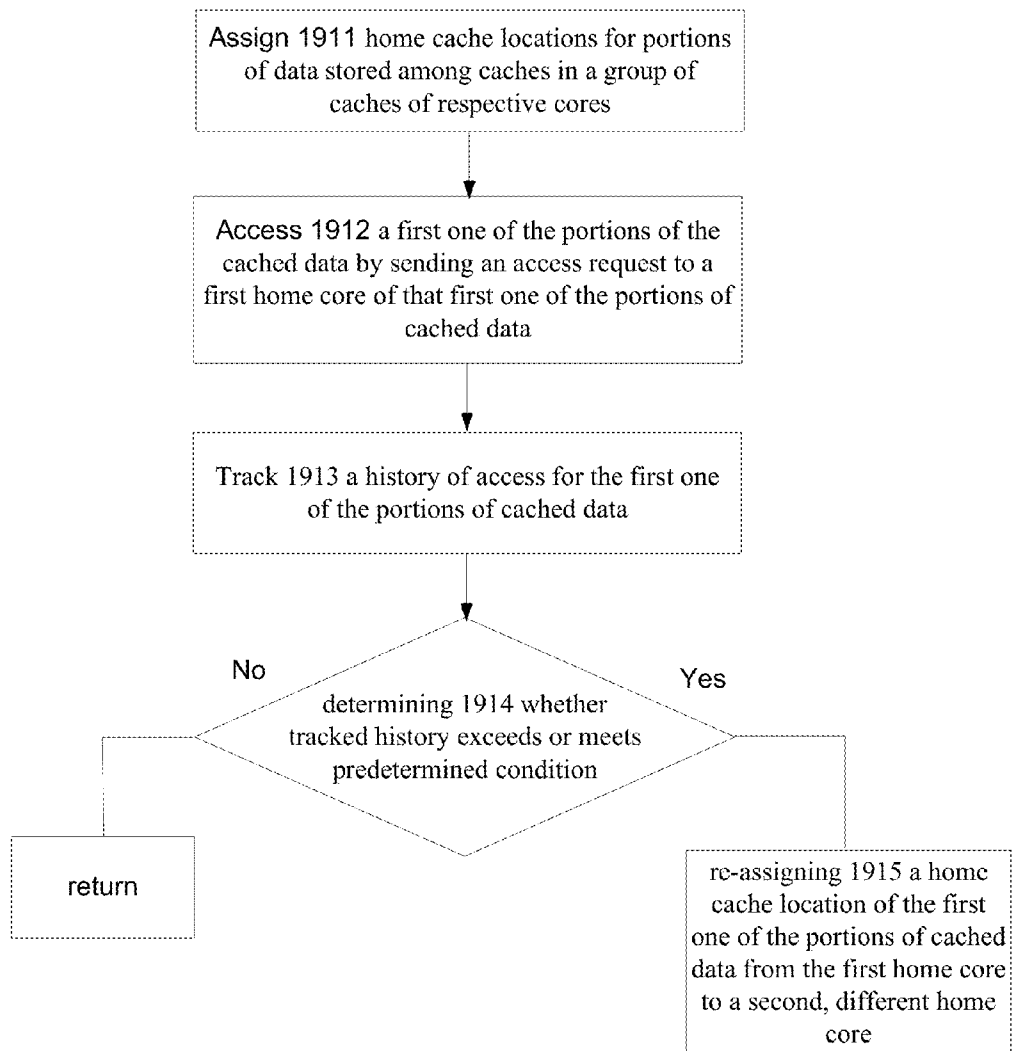 Assign 1911 home cache locations for portions
of data stored among caches in a group of
caches of respective cores
Access 1912 a first one of the portions of the
cached data by sending an access request to a
first home core of that first one of the portions of
cached data
Track 1913 a history of access for the first one
of the portions of cached data
No
Yes
determining 1914 whether
tracked history exceeds or meets
predetermined condition
return
re-assigning 1915 a home
cache location of the first
one of the portions of cached
data from the first home core
to a second, different home
core